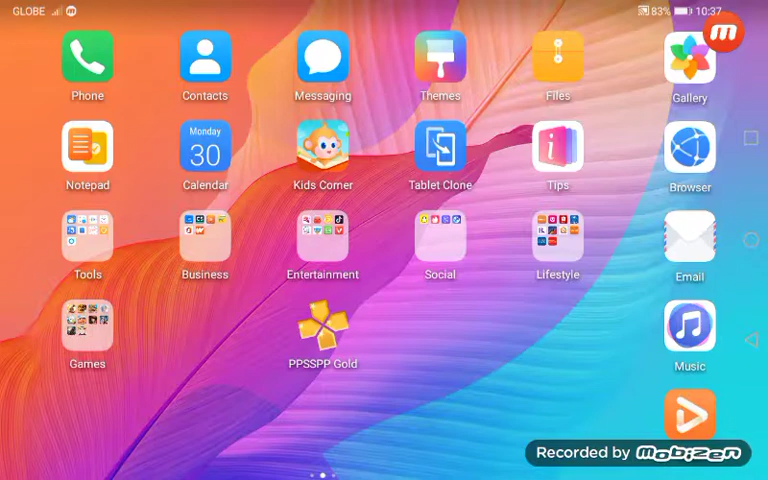 GLOBE
83%
10:37
Phone
Contacts
Messaging
Themes
Files
Gallery
Notepad
Monday
30
Calendar
Kids Corner
Tablet Clone
Tips
Browser
Tools
Business
Entertainment
Social
Lifestyle
Email
Games
PPSSPP Gold
Music
Recorded by Mobizen